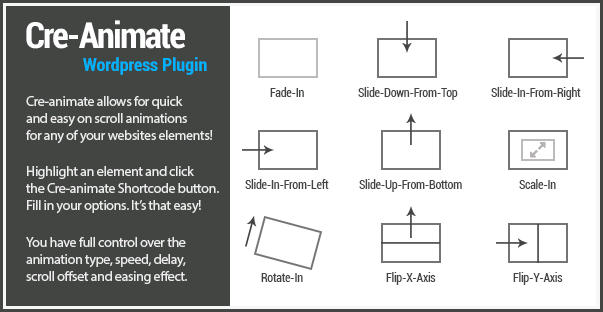 Cre-Animate
Wordpress Plugin
Cre-animate allows for quick
and easy on scroll animations
for any of your websites elements!
Highlight an element and click
the Cre-animate Shortcode button.
Fill in your options. It's that easy!
You have full control over the
animation type, speed, delay,
scroll offset and easing effect.
Fade-In
Slide-Down-From-Top
Slide-In-From-Right
Slide-In-From-Left
Slide-Up-From-Bottom
Scale-In
Rotate-In
Flip-X-Axis
Flip-Y-Axis